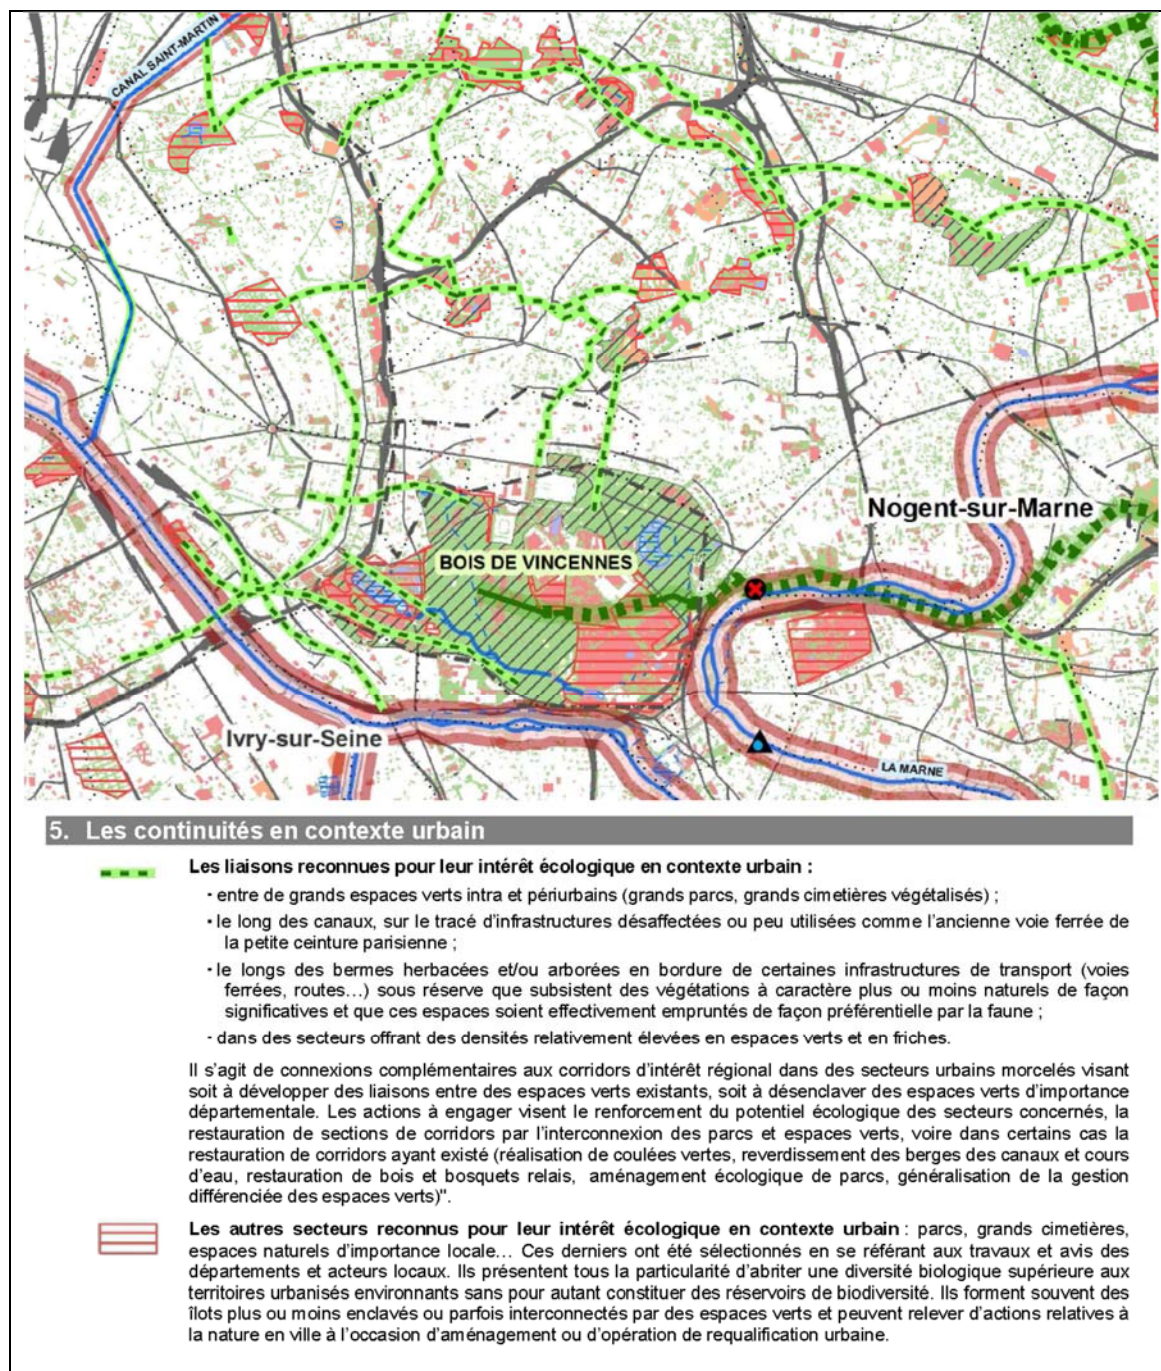 CANAL SAINT-MARTIN
Nogent-sur-Marne
BOIS DE VINCENNES
Ivry-sur-Seine
LA MARNE
5. Les continuités en contexte urbain
Les liaisons reconnues pour leur intérêt écologique en contexte urbain :
- entre de grands espaces verts intra et périurbains (grands parcs, grands cimetières végétalisés) ;
- le long des canaux, sur le tracé d'infrastructures désaffectées ou peu utilisées comme l'ancienne voie ferrée de
la petite ceinture parisienne ;
- le longs des bermes herbacées et/ou arborées en bordure de certaines infrastructures de transport (voies
ferrées, routes...) sous réserve que subsistent des végétations à caractère plus ou moins naturels de façon
significatives et que ces espaces soient effectivement empruntés de façon préférentielle par la faune ;
- dans des secteurs offrant des densités relativement élevées en espaces verts et en friches.
Il s'agit de connexions complémentaires aux corridors d'intérêt régional dans des secteurs urbains morcelés visant
soit à développer des liaisons entre des espaces verts existants, soit à désenclaver des espaces verts d'importance
départementale. Les actions à engager visent le renforcement du potentiel écologique des secteurs concernés, la
restauration de sections de corridors par l'interconnexion des parcs et espaces verts, voire dans certains cas la
restauration de corridors ayant existé (réalisation de coulées vertes, reverdissement des berges des canaux et cours
d'eau, restauration de bois et bosquets relais, aménagement écologique de parcs, généralisation de la gestion
différenciée des espaces verts)".
Les autres secteurs reconnus pour leur intérêt écologique en contexte urbain : parcs, grands cimetières,
espaces naturels d'importance locale... Ces derniers ont été sélectionnés en se référant aux travaux et avis des
départements et acteurs locaux. Ils présentent tous la particularité d'abriter une diversité biologique supérieure aux
territoires urbanisés environnants sans pour autant constituer des réservoirs de biodiversité. Ils forment souvent des
îlots plus ou moins enclavés ou parfois interconnectés par des espaces verts et peuvent relever d'actions relatives à
la nature en ville à l'occasion d'aménagement ou d'opération de requalification urbaine.